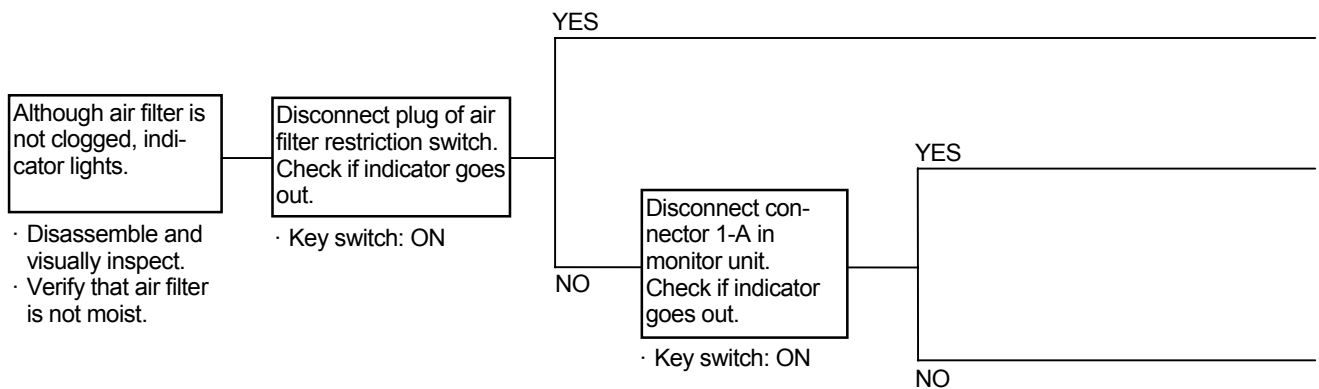 YES
Although air filter is
not clogged, indi-
cator lights.
· Disassemble and
visually inspect.
· Verify that air filter
is not moist.
Disconnect plug of air
filter restriction switch.
Check if indicator goes
out.
· Key switch: ON
NO
Disconnect con-
nector 1-A in
monitor unit.
Check if indicator
goes out.
· Key switch: ON
YES
NO